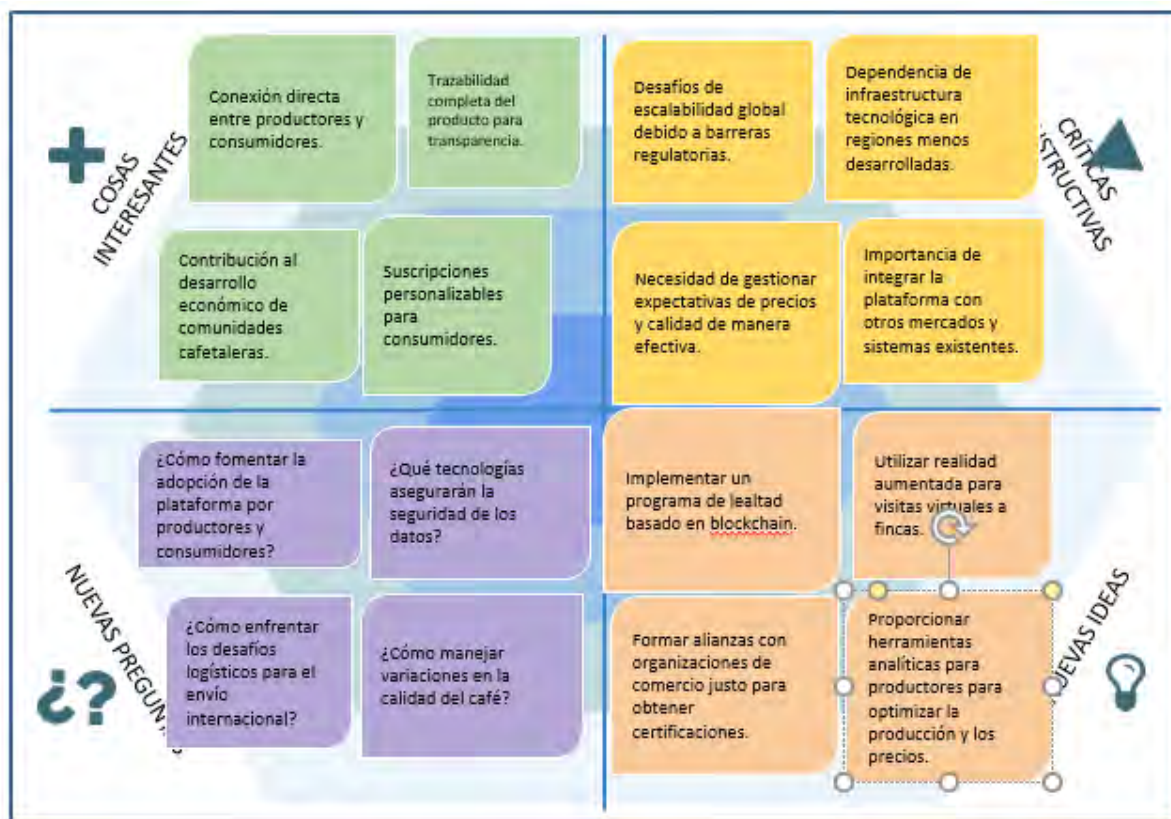 COSAS
INTERESANTES
Conexión directa
entre productores y
consumidores.
Trazabilidad
completa del
producto para
transparencia.
Contribución al
desarrollo
económico de
comunidades
cafetaleras.
Suscripciones
personalizables
para
consumidores.
CRÍTICAS
NSTRUCTIVAS
Desafíos de
escalabilidad global
debido a barreras
regulatorias.
Dependencia de
infraestructura
tecnológica en
regiones menos
desarrolladas.
Necesidad de gestionar
expectativas de precios
y calidad de manera
efectiva.
Importancia de
integrar la
plataforma con
otros mercados y
sistemas existentes.
NUEVAS PREGUNTAS
¿?
¿Cómo fomentar la
adopción de la
plataforma por
productores y
consumidores?
¿Qué tecnologías
asegurarán la
seguridad de los
datos?
¿Cómo enfrentar
los desafíos
logísticos para el
envío
internacional?
¿Cómo manejar
variaciones en la
calidad del café?
UEVAS IDEAS
Implementar un
programa de lealtad
basado en blockchain.
Utilizar realidad
aumentada para
visitas virtuales a
fincas.
Formar alianzas con
organizaciones de
comercio justo para
obtener
certificaciones.
Proporcionar
herramientas
analíticas para
productores para
optimizar la
producción y los
precios.